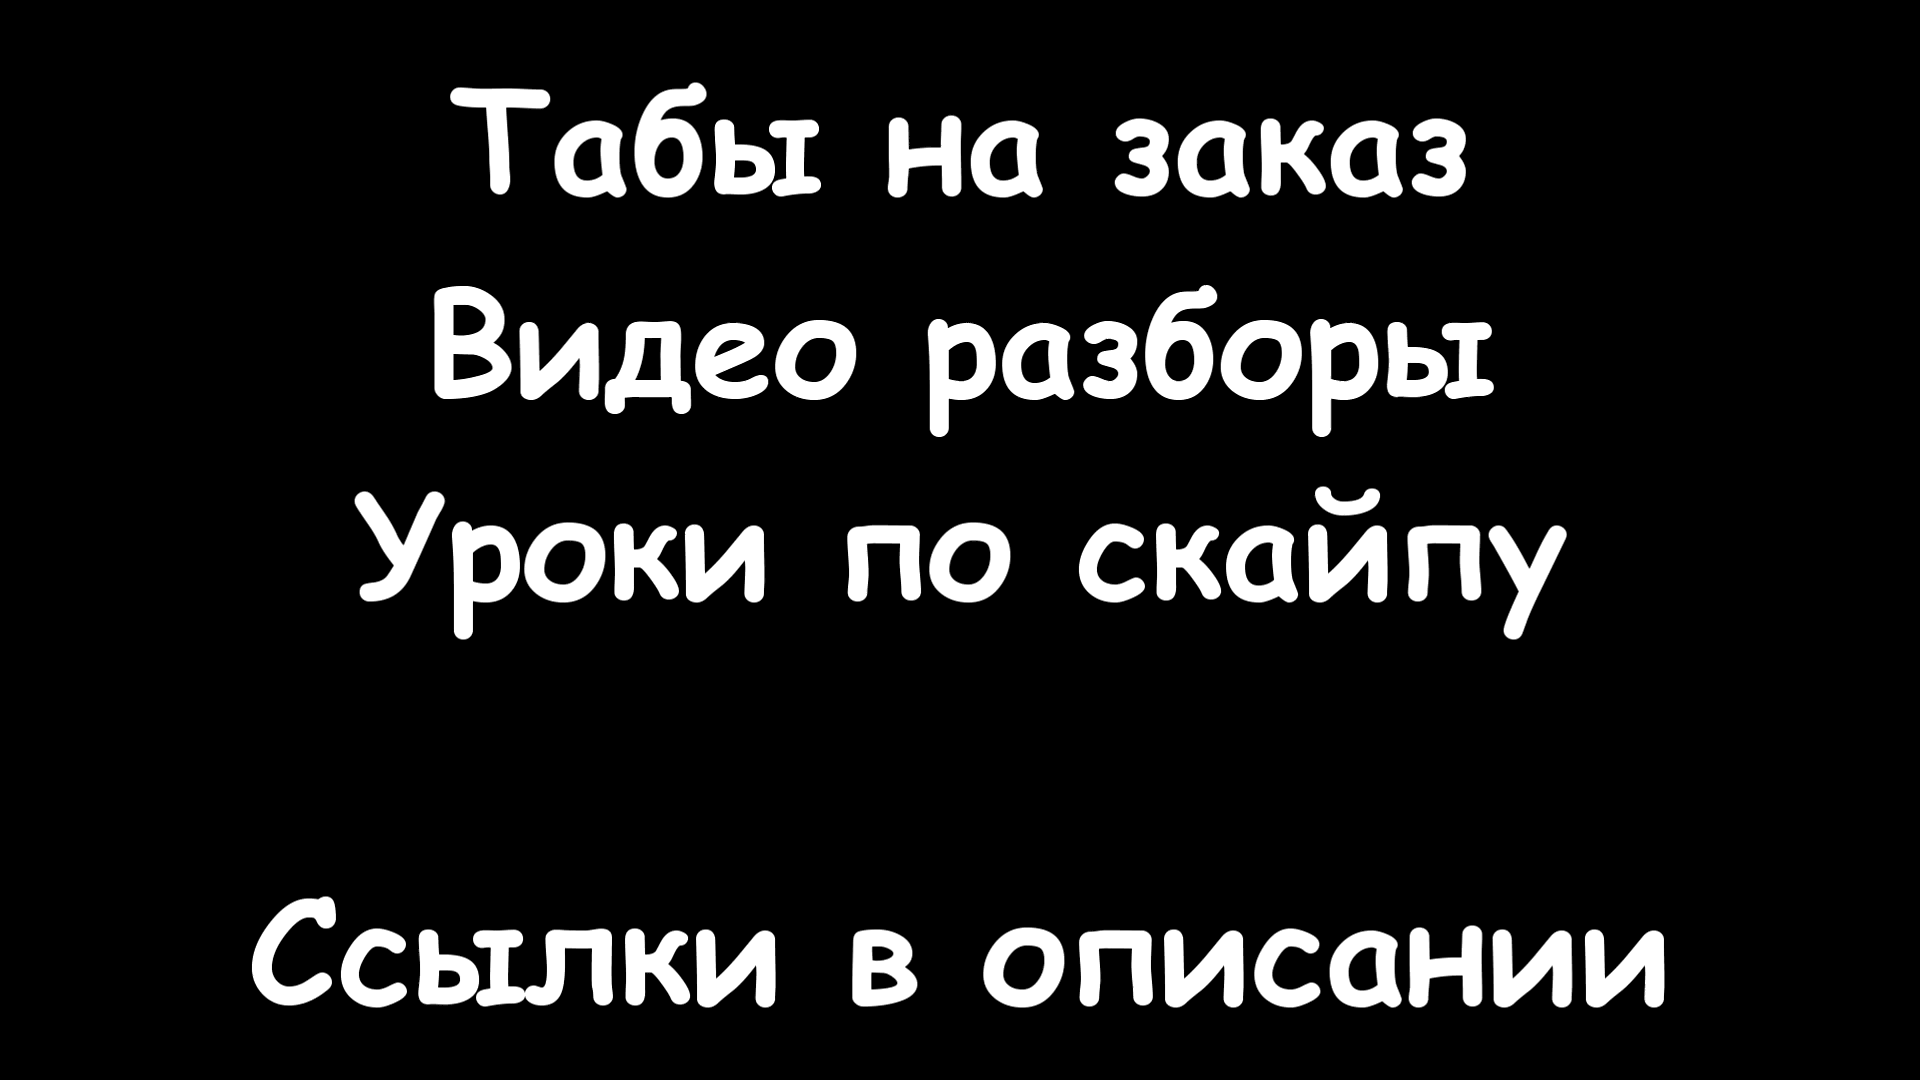 Табы на заказ
Видео разборы
Уроки по скайпу
Ссылки в описании